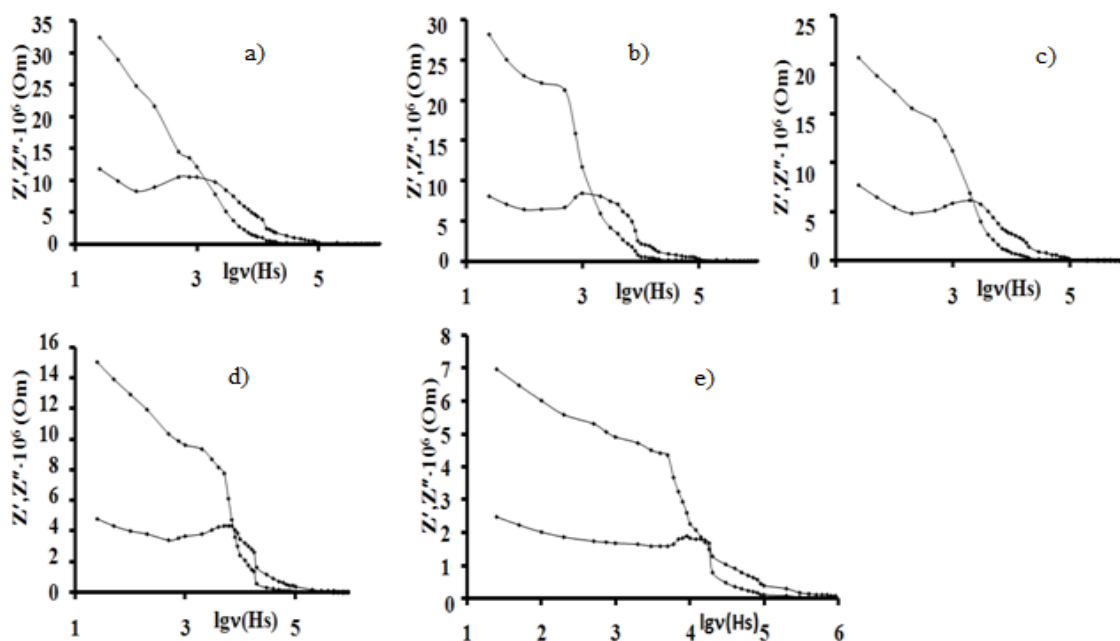 a)
35
30
25
20
15
10
5
0
Z′,Z″·10⁶ (Om)
1 3 5
lgν(Hs)
b)
30
25
20
15
10
5
0
Z′,Z″·10⁶ (Om)
1 3 5
lgν(Hs)
c)
25
20
15
10
5
0
Z′,Z″·10⁶ (Om)
1 3 5
lgν(Hs)
d)
16
14
12
10
8
6
4
2
0
Z′,Z″·10⁶ (Om)
1 3 5
lgν(Hs)
e)
8
7
6
5
4
3
2
1
0
Z′,Z″·10⁶ (Om)
1 2 3 4 5 6
lgν(Hs)